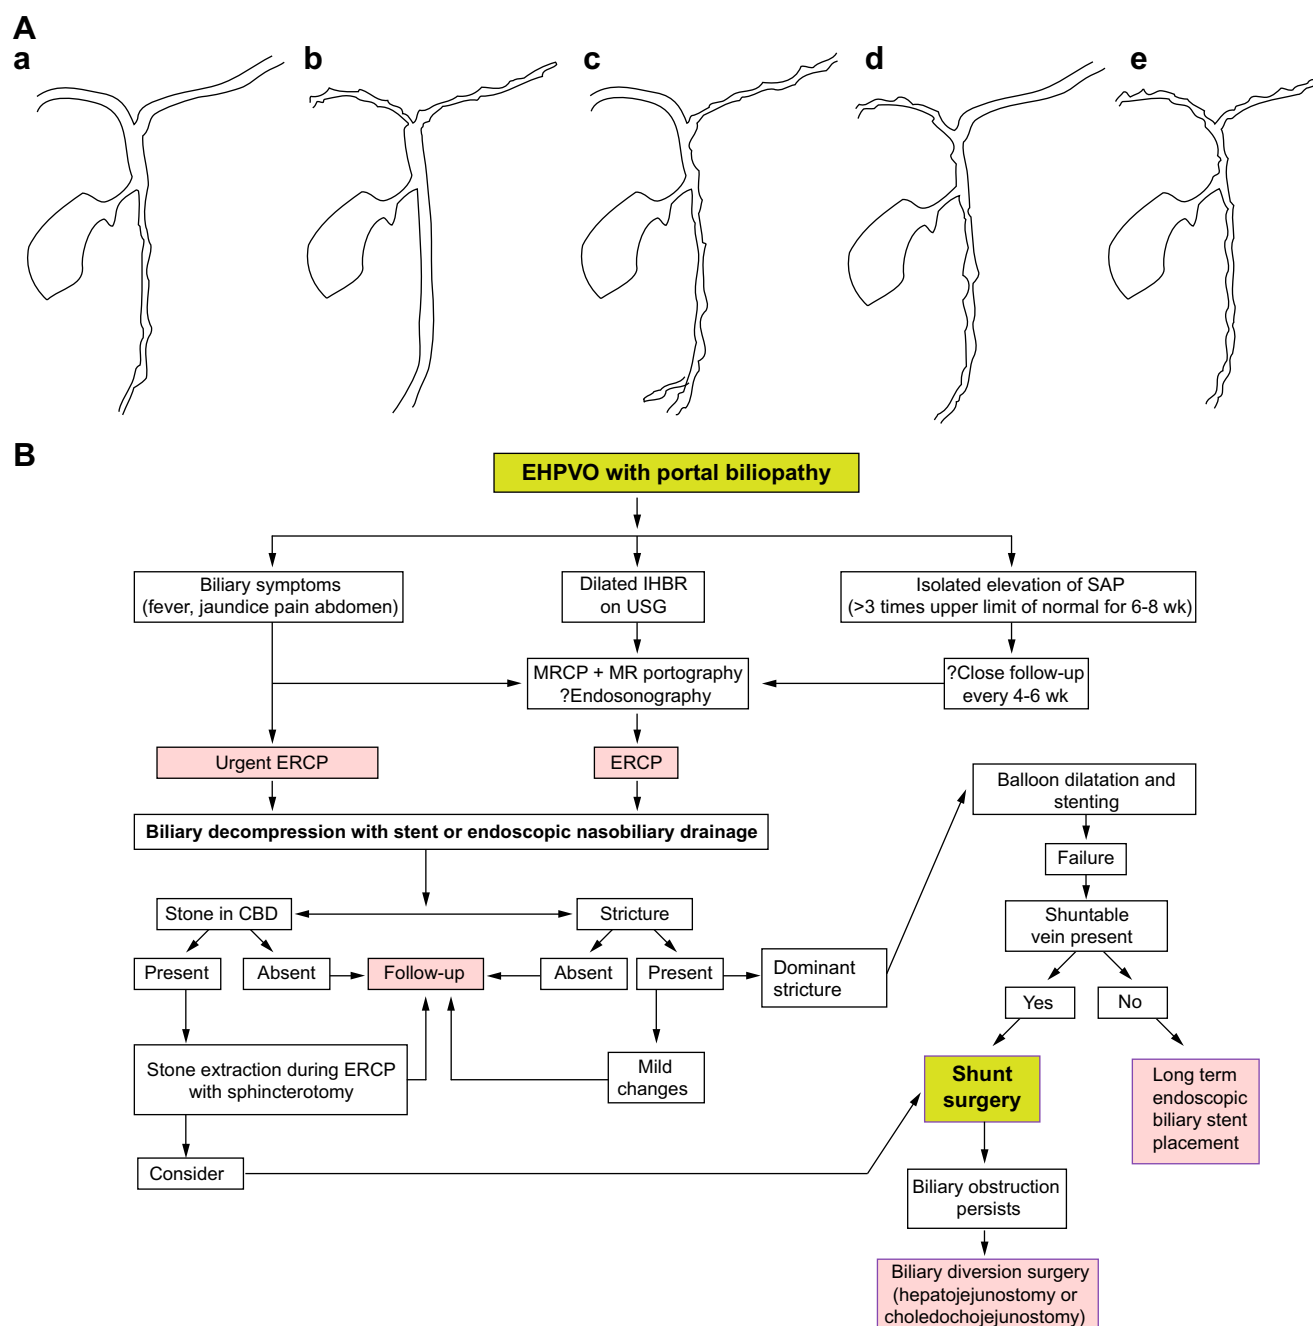 A
a
b
c
d
e
B
EHPVO with portal biliopathy
Biliary symptoms
(fever, jaundice pain abdomen)
Dilated IHBR
on USG
Isolated elevation of SAP
(>3 times upper limit of normal for 6-8 wk)
MRCP + MR portography
?Endosonography
?Close follow-up
every 4-6 wk
Urgent ERCP
ERCP
Balloon dilatation and
stenting
Biliary decompression with stent or endoscopic nasobiliary drainage
Failure
Stone in CBD
Stricture
Shuntable
vein present
Present
Absent
Follow-up
Absent
Present
Dominant
stricture
Yes
No
Stone extraction during ERCP
with sphincterotomy
Mild
changes
Shunt
surgery
Long term
endoscopic
biliary stent
placement
Consider
Biliary obstruction
persists
Biliary diversion surgery
(hepatojejunostomy or
choledochojejunostomy)